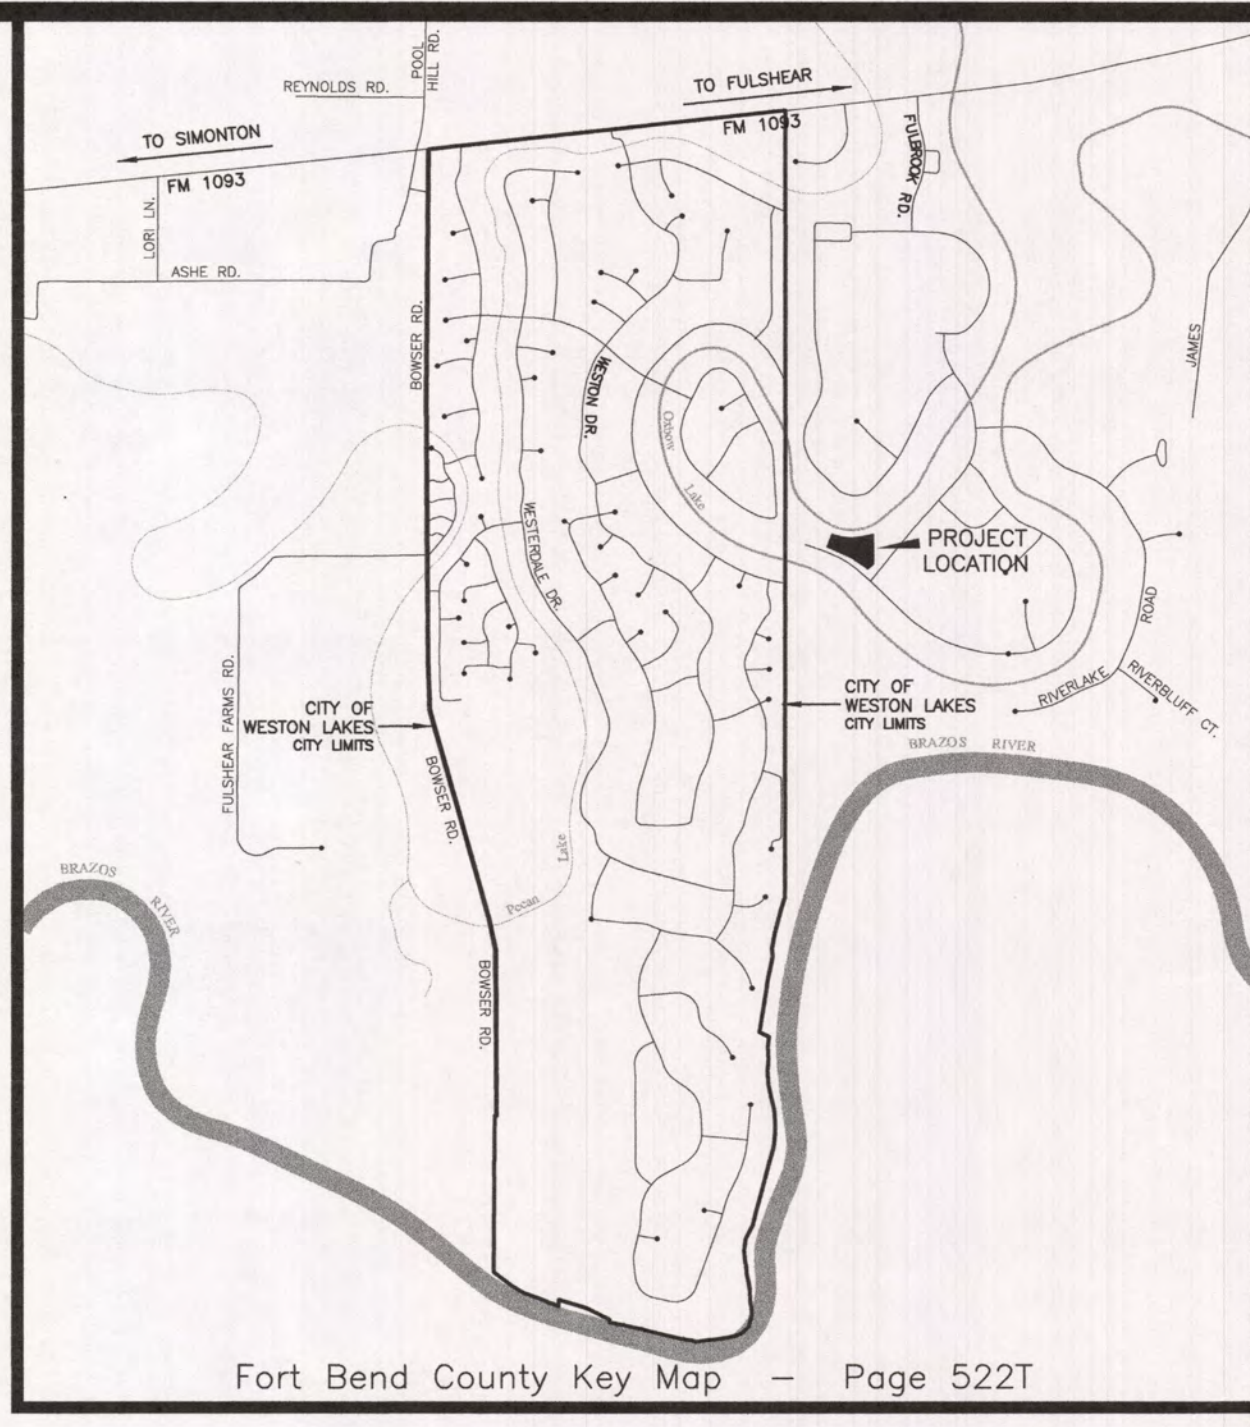 POOL
HILL RD.
REYNOLDS RD.
TO FULSHEAR
TO SIMONTON
FM 1093
FM 1093
FULBROOK RD.
LORI LN.
ASHE RD.
BOWSER RD.
JAMES
WESTON DR.
Oxbow
Lake
WESTERDALE DR.
PROJECT
LOCATION
ROAD
FULSHEAR FARMS RD.
CITY OF
WESTON LAKES
CITY LIMITS
CITY OF
WESTON LAKES
CITY LIMITS
RIVERLAKE
RIVERBLUFF CT.
BRAZOS RIVER
BOWSER RD.
Lake
Pecan
BRAZOS
RIVER
BOWSER RD.
Fort Bend County Key Map – Page 522T